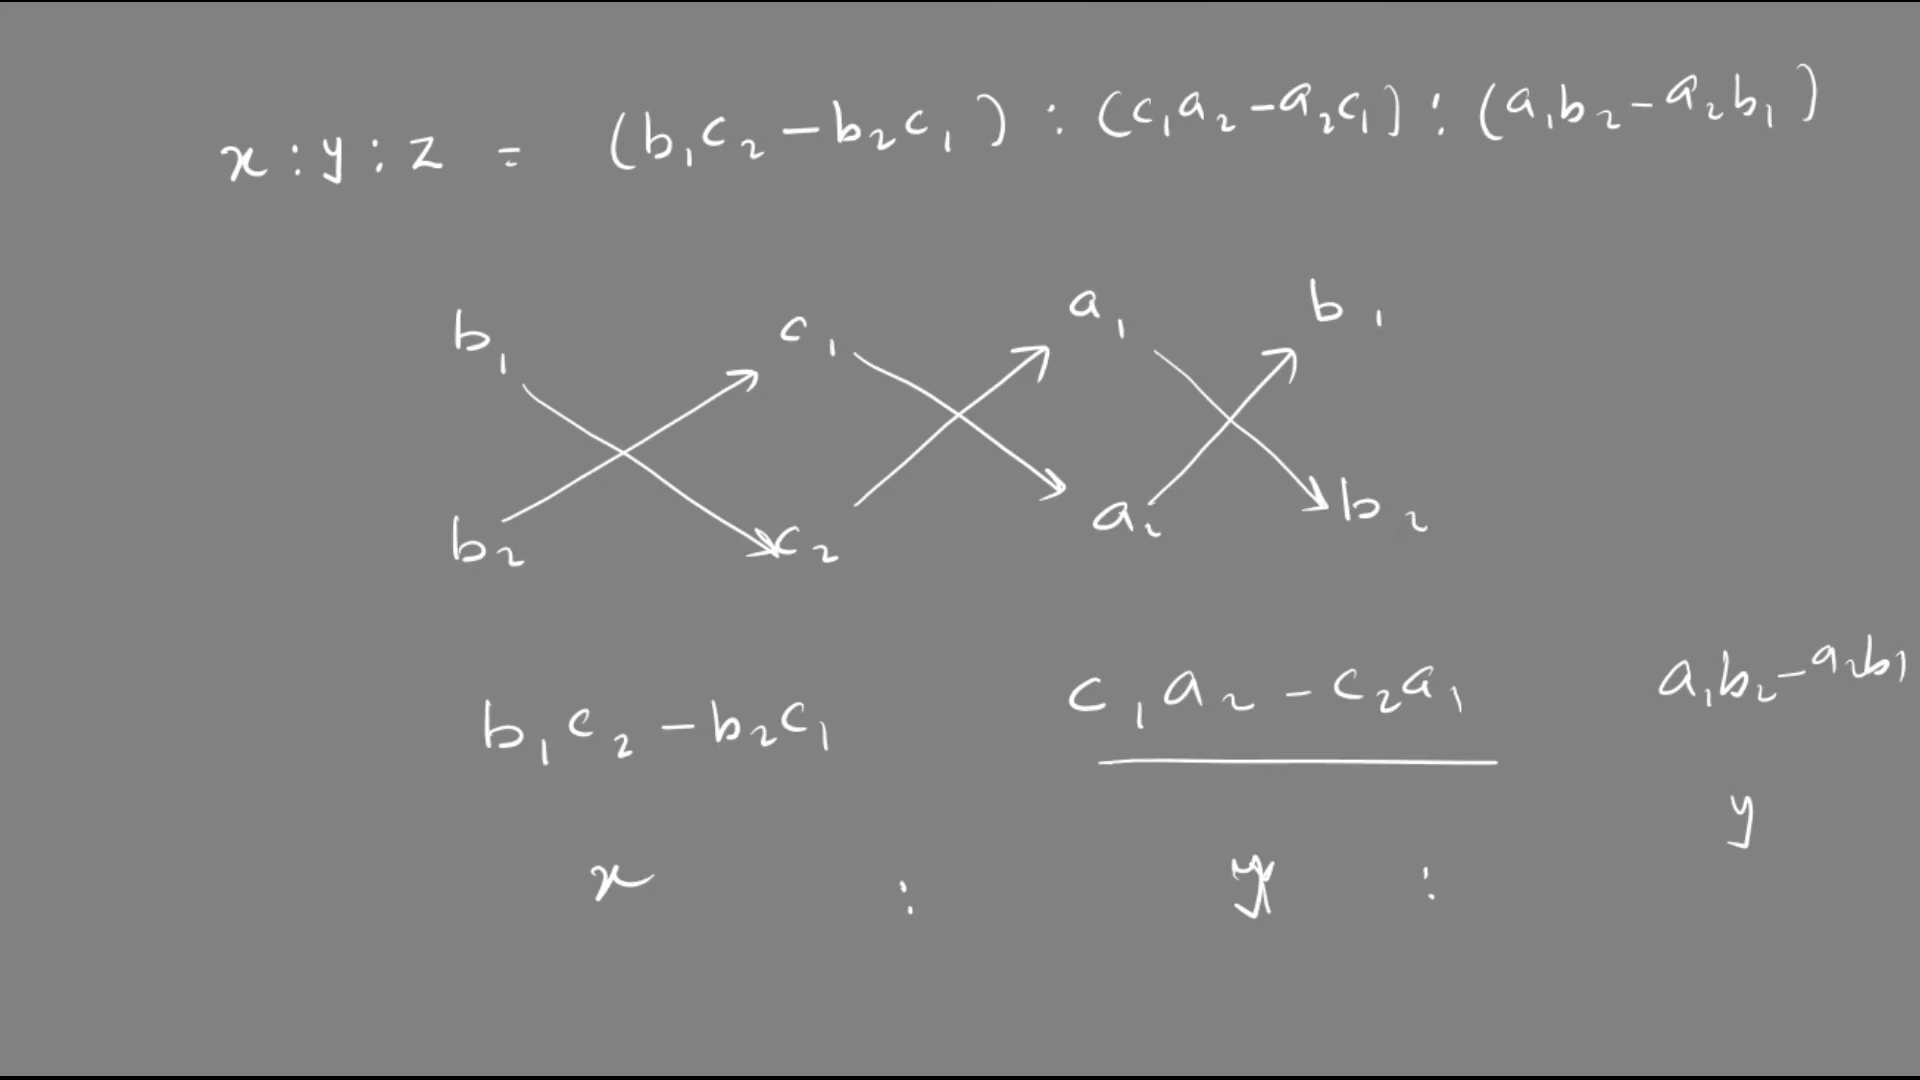 x : y : z = (b₁c₂ - b₂c₁) : (c₁a₂ - a₂c₁) : (a₁b₂ - a₂b₁)
b₁ c₁ a₁ b₁
b₂ c₂ a₂ b₂
b₁c₂ - b₂c₁ c₁a₂ - c₂a₁ a₁b₂ - a₂b₁
x : y : y